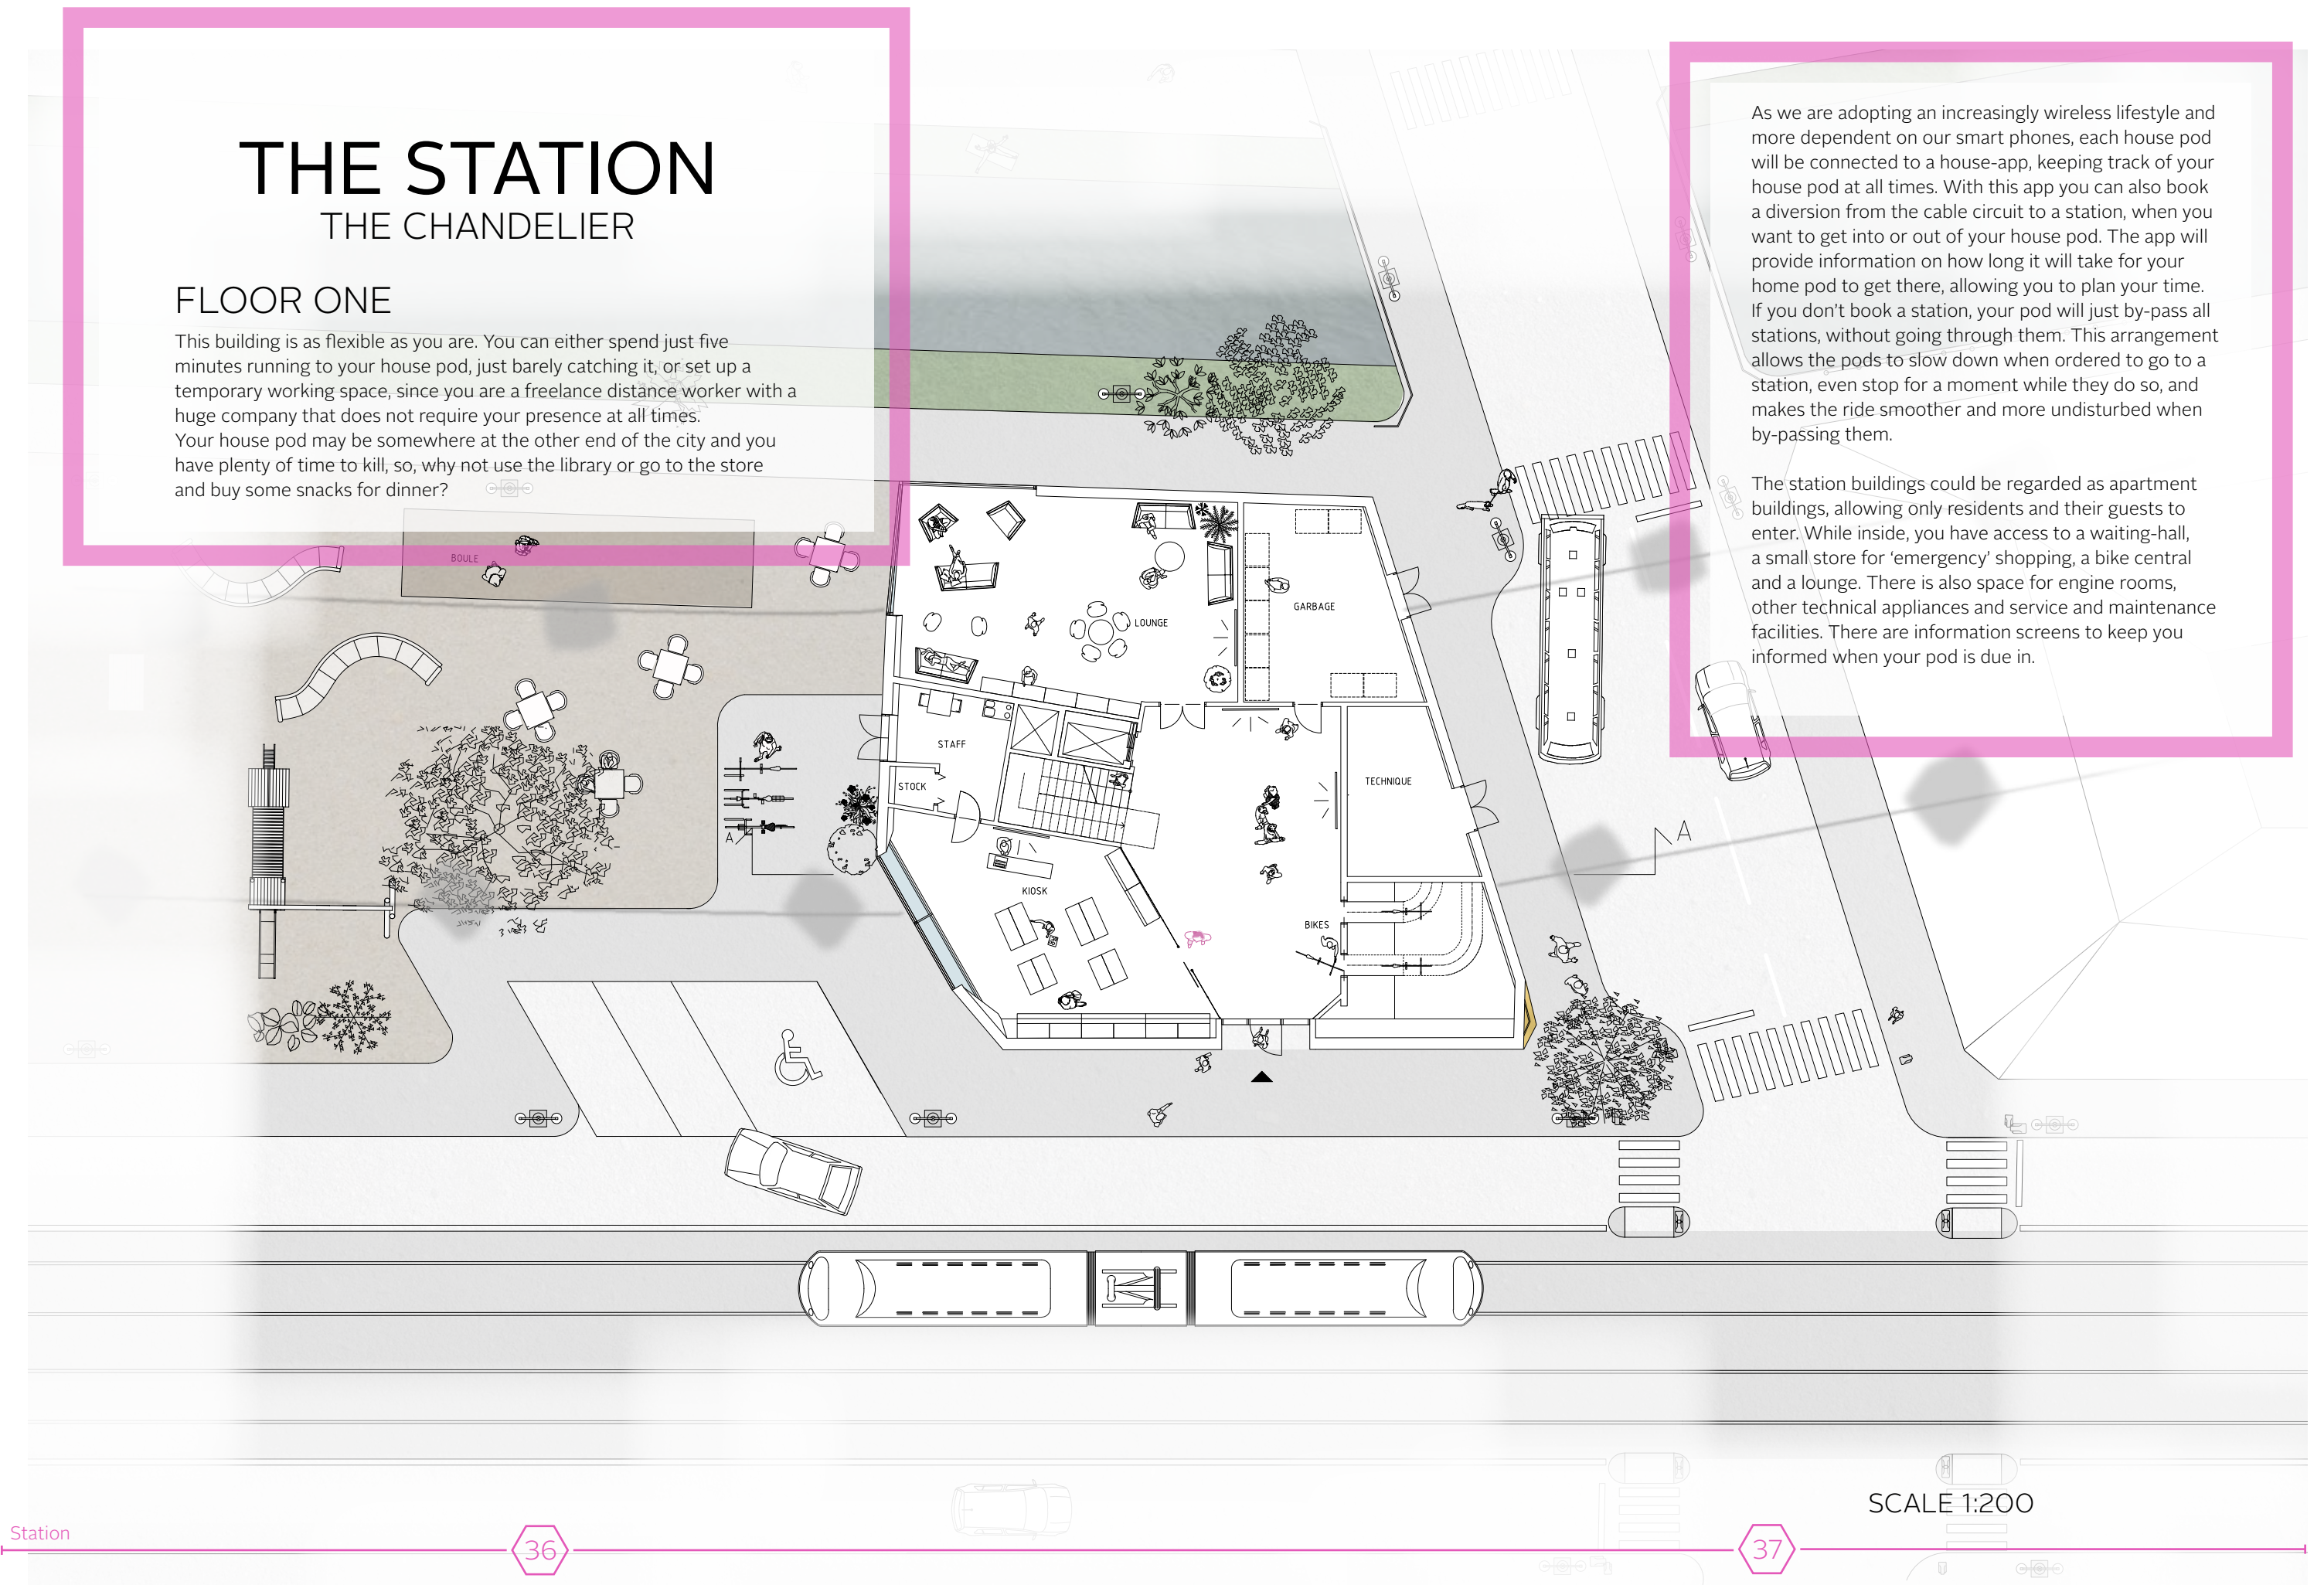 THE STATION
THE CHANDELIER
FLOOR ONE
This building is as flexible as you are. You can either spend just five
minutes running to your house pod, just barely catching it, or set up a
temporary working space, since you are a freelance distance worker with a
huge company that does not require your presence at all times.
Your house pod may be somewhere at the other end of the city and you
have plenty of time to kill, so, why not use the library or go to the store
and buy some snacks for dinner?
As we are adopting an increasingly wireless lifestyle and
more dependent on our smart phones, each house pod
will be connected to a house-app, keeping track of your
house pod at all times. With this app you can also book
a diversion from the cable circuit to a station, when you
want to get into or out of your house pod. The app will
provide information on how long it will take for your
home pod to get there, allowing you to plan your time.
If you don’t book a station, your pod will just by-pass all
stations, without going through them. This arrangement
allows the pods to slow down when ordered to go to a
station, even stop for a moment while they do so, and
makes the ride smoother and more undisturbed when
by-passing them.
The station buildings could be regarded as apartment
buildings, allowing only residents and their guests to
enter. While inside, you have access to a waiting-hall,
a small store for ‘emergency’ shopping, a bike central
and a lounge. There is also space for engine rooms,
other technical appliances and service and maintenance
facilities. There are information screens to keep you
informed when your pod is due in.
BOULE
LOUNGE
GARBAGE
STAFF
STOCK
TECHNIQUE
A
A
KIOSK
BIKES
SCALE 1:200
Station
36
37